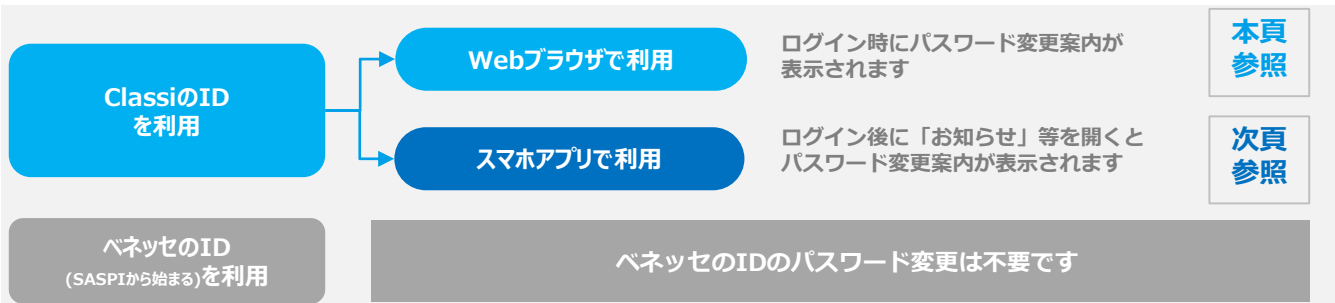 ClassiのID
を利用
Webブラウザで利用
ログイン時にパスワード変更案内が
表示されます
本頁
参照
スマホアプリで利用
ログイン後に「お知らせ」等を開くと
パスワード変更案内が表示されます
次頁
参照
ベネッセのID
(SASPIから始まる)を利用
ベネッセのIDのパスワード変更は不要です